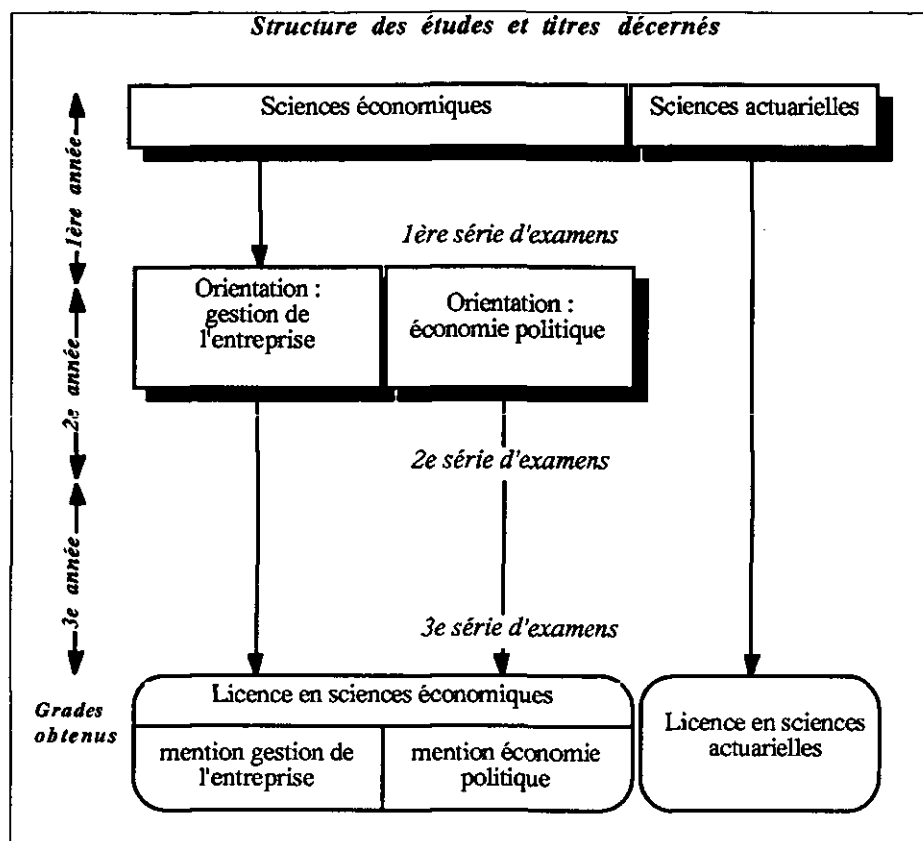 Structure des études et titres décernés
Sciences économiques
Sciences actuarielles
1ère année
1ère série d'examens
Orientation :
gestion de
l'entreprise
Orientation :
économie politique
2e année
2e série d'examens
3e année
3e série d'examens
Grades
obtenus
Licence en sciences économiques
mention gestion de
l'entreprise
mention économie
politique
Licence en sciences
actuarielles